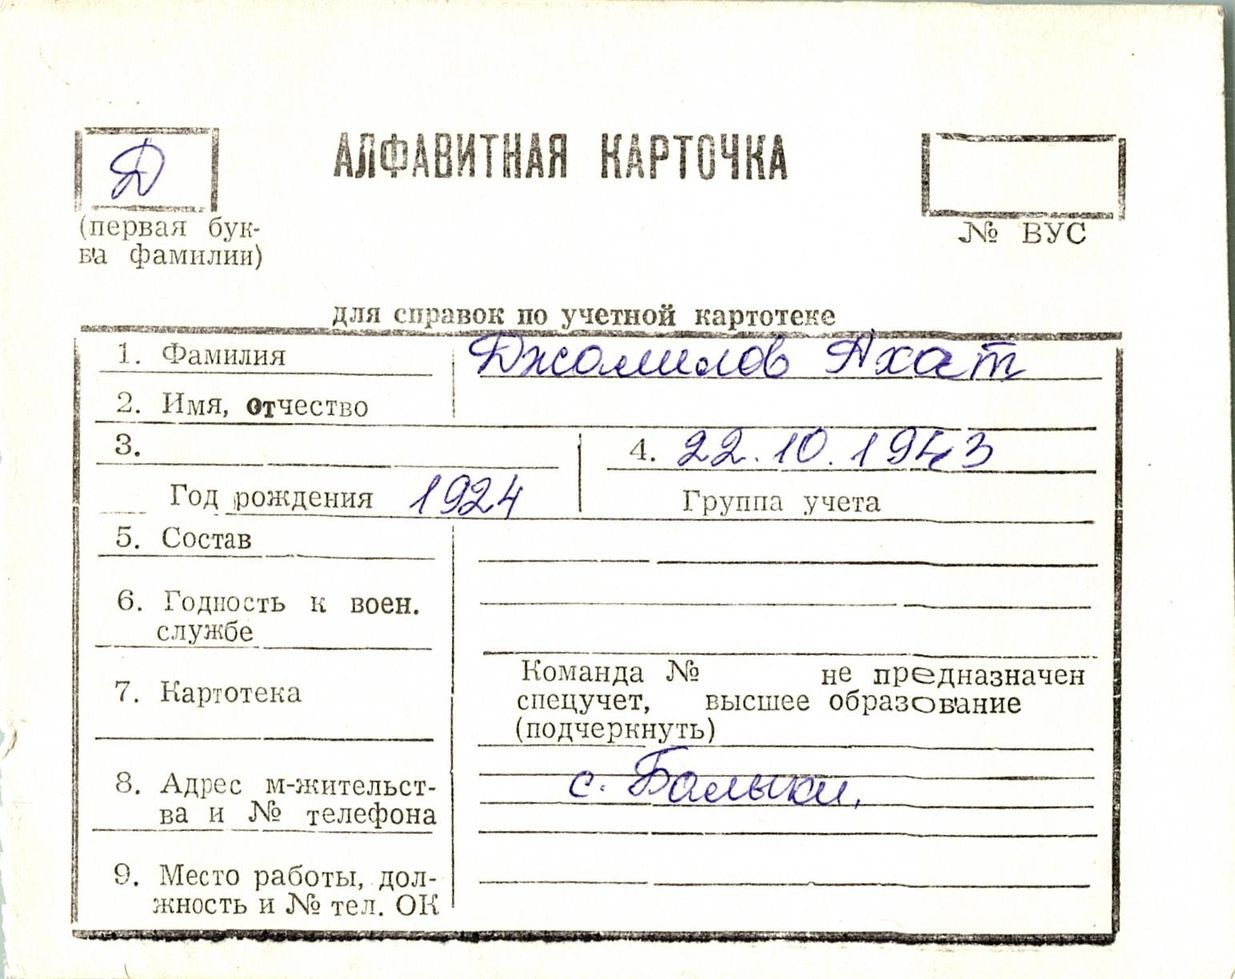 Д
АЛФАВИТНАЯ КАРТОЧКА
(первая бук-
ва фамилии)
№ ВУС
для справок по учетной картотеке
1. Фамилия Джамилов Ахат
2. Имя, отчество
3.
4. 22.10.1943
Год рождения 1924
Группа учета
5. Состав
6. Годность к воен.
службе
7. Картотека
Команда № не предназначен
спецучет, высшее образование
(подчеркнуть)
8. Адрес м-жительст-
ва и № телефона
с. Балыкл.
9. Место работы, дол-
жность и № тел. ОК